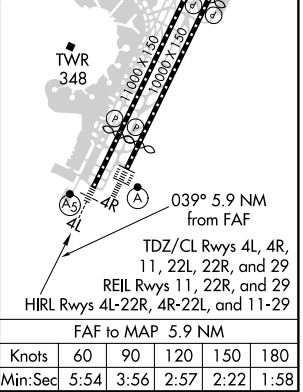 TWR
348
11000 X 150
10000 X 150
P
P
A5
4L
4R
A
039° 5.9 NM
from FAF
TDZ/CL Rwys 4L, 4R,
11, 22L, 22R, and 29
REIL Rwys 11, 22R, and 29
HIRL Rwys 4L-22R, 4R-22L, and 11-29
FAF to MAP 5.9 NM
Knots 60 90 120 150 180
Min:Sec 5:54 3:56 2:57 2:22 1:58